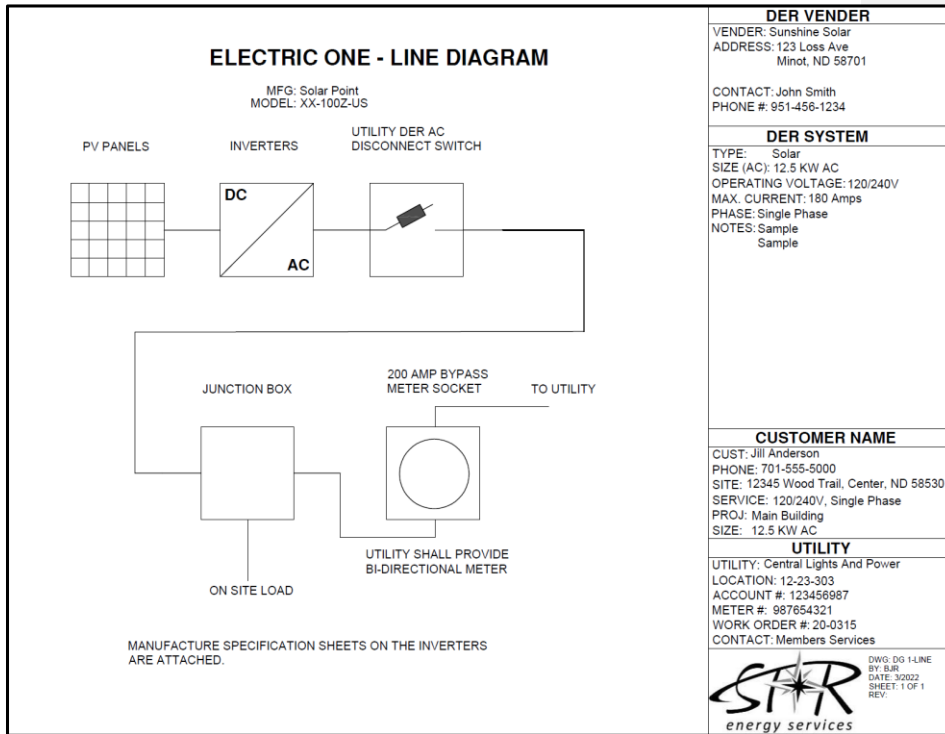 ELECTRIC ONE - LINE DIAGRAM
MFG: Solar Point
MODEL: XX-100Z-US
PV PANELS
INVERTERS
UTILITY DER AC
DISCONNECT SWITCH
DC
AC
JUNCTION BOX
200 AMP BYPASS
METER SOCKET
TO UTILITY
UTILITY SHALL PROVIDE
BI-DIRECTIONAL METER
ON SITE LOAD
MANUFACTURE SPECIFICATION SHEETS ON THE INVERTERS
ARE ATTACHED.
DER VENDER
VENDER: Sunshine Solar
ADDRESS: 123 Loss Ave
Minot, ND 58701
CONTACT: John Smith
PHONE #: 951-456-1234
DER SYSTEM
TYPE: Solar
SIZE (AC): 12.5 KW AC
OPERATING VOLTAGE: 120/240V
MAX. CURRENT: 180 Amps
PHASE: Single Phase
NOTES: Sample
Sample
CUSTOMER NAME
CUST: Jill Anderson
PHONE: 701-555-5000
SITE: 12345 Wood Trail, Center, ND 58530
SERVICE: 120/240V, Single Phase
PROJ: Main Building
SIZE: 12.5 KW AC
UTILITY
UTILITY: Central Lights And Power
LOCATION: 12-23-303
ACCOUNT #: 123456987
METER #: 987654321
WORK ORDER #: 20-0315
CONTACT: Members Services
STAR
energy services
DWG: DG 1-LINE
BY: BJR
DATE: 3/2022
SHEET: 1 OF 1
REV: